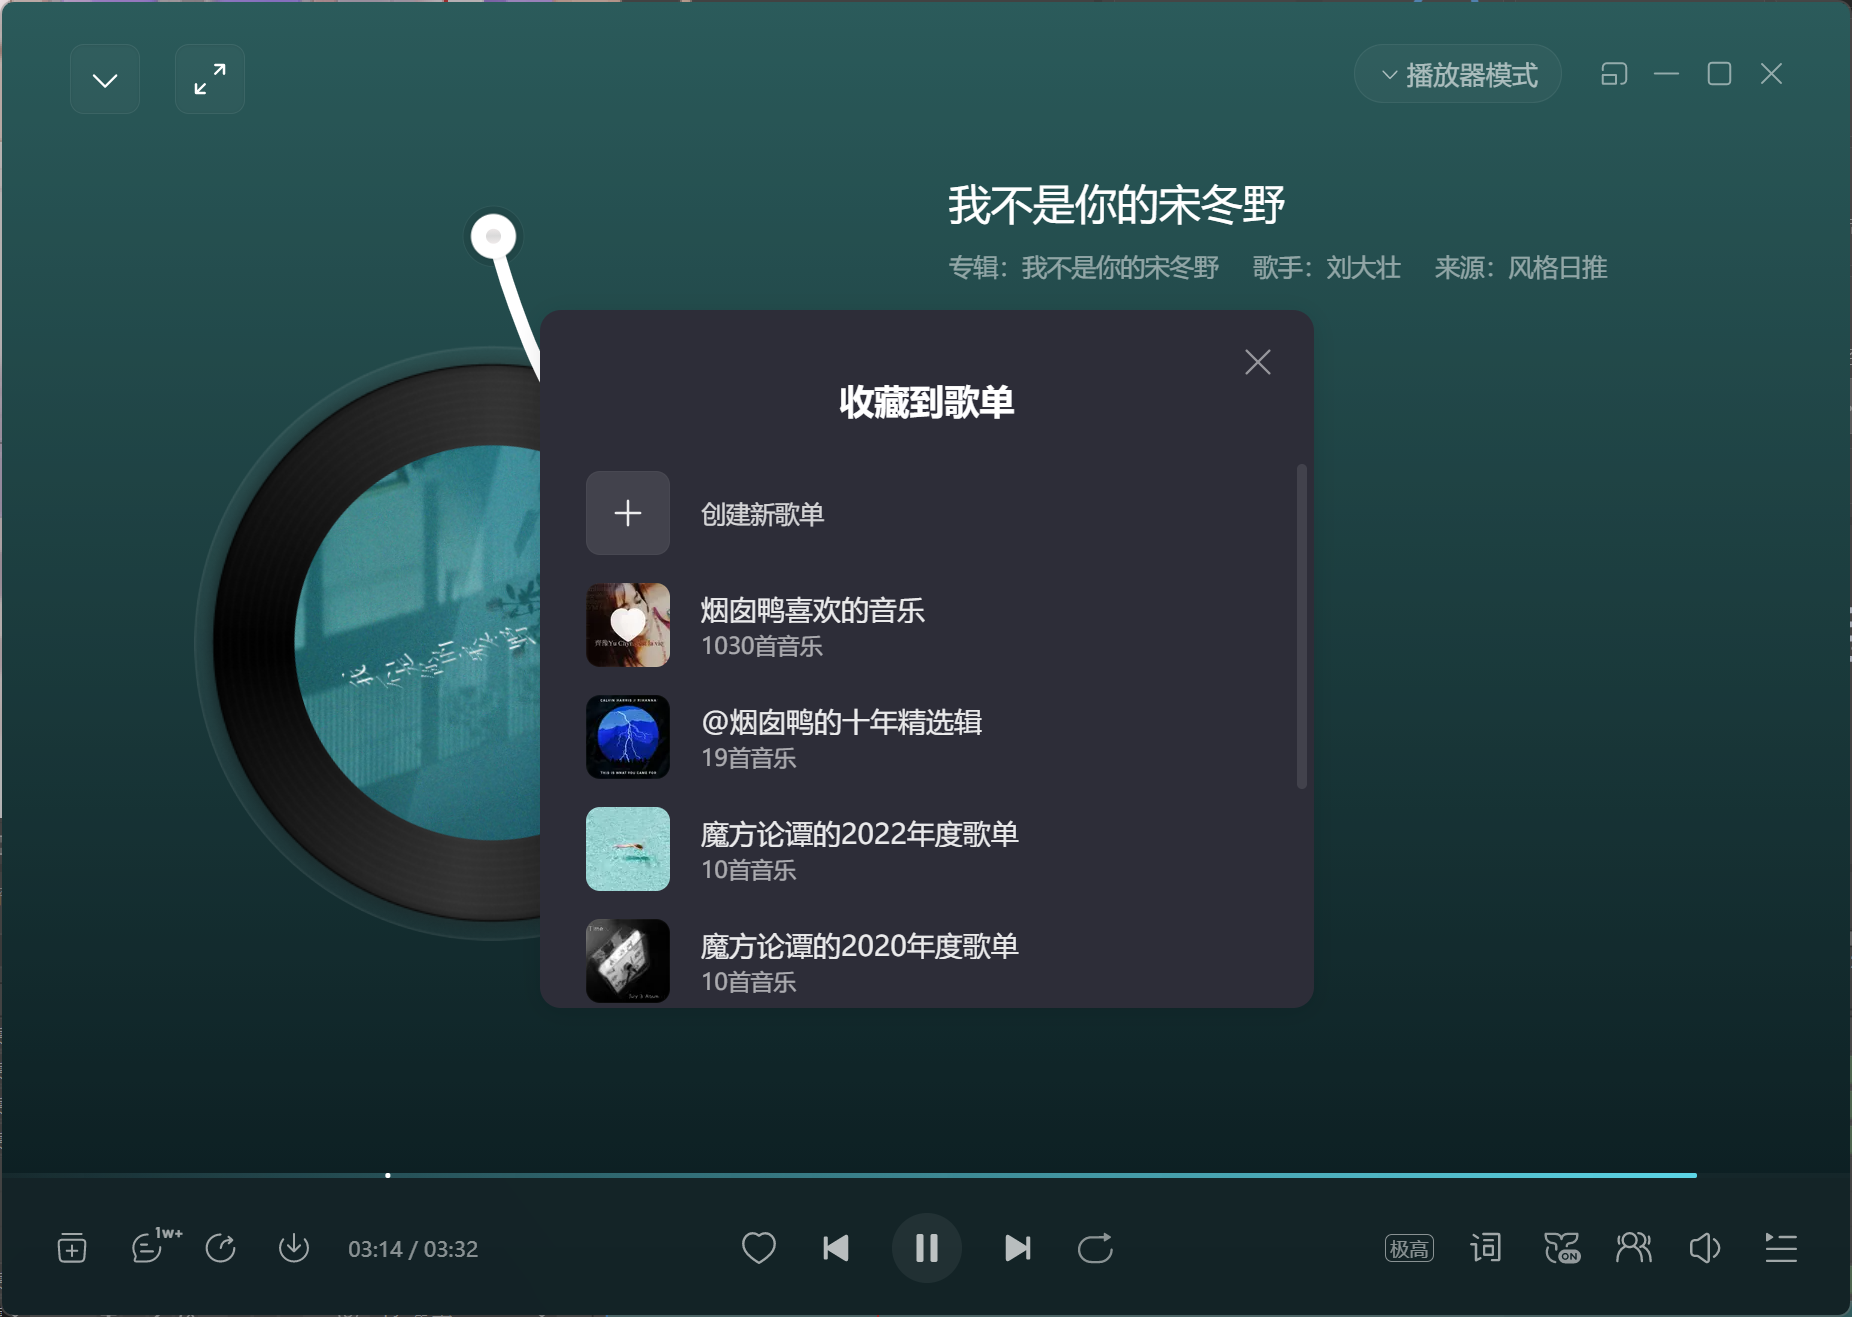 播放器模式
我不是你的宋冬野
专辑：我不是你的宋冬野 歌手：刘大壮 来源：风格日推
收藏到歌单
创建新歌单
烟囱鸭喜欢的音乐
1030首音乐
@烟囱鸭的十年精选辑
19首音乐
魔方论谭的2022年度歌单
10首音乐
魔方论谭的2020年度歌单
10首音乐
1w+
03:14 / 03:32
极高
词
ON